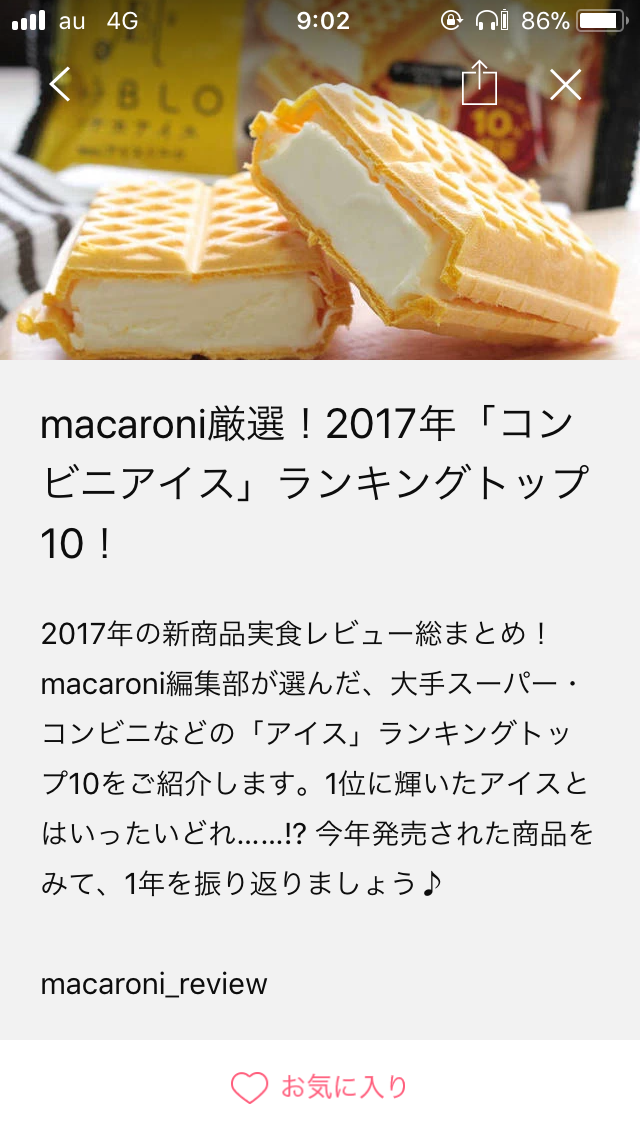 au 4G 9:02 86%
BLO
10
macaroni厳選！2017年「コン
ビニアイス」ランキングトップ
10！
2017年の新商品実食レビュー総まとめ！
macaroni編集部が選んだ、大手スーパー・
コンビニなどの「アイス」ランキングトッ
プ10をご紹介します。1位に輝いたアイスと
はいったいどれ……!? 今年発売された商品を
みて、1年を振り返りましょう♪
macaroni_review
お気に入り